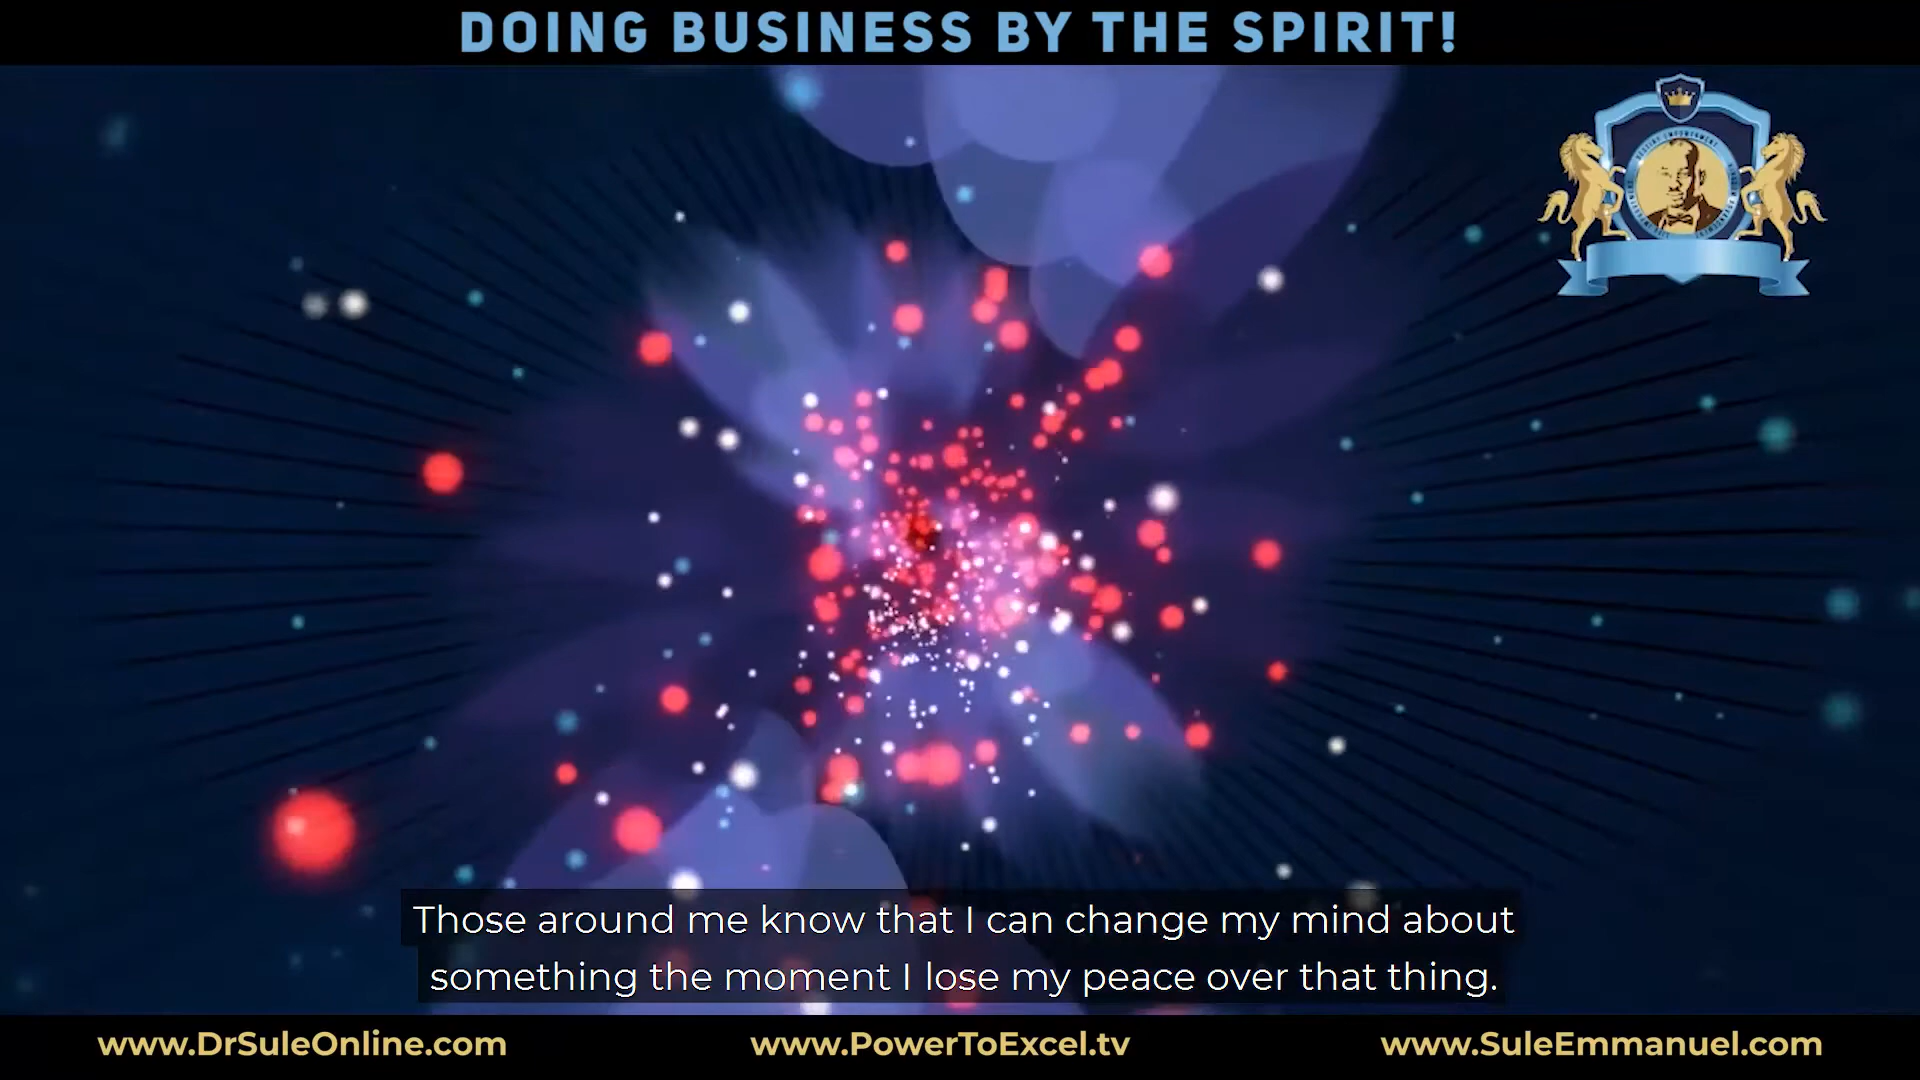 DOING BUSINESS BY THE SPIRIT!
Those around me know that I can change my mind about
something the moment I lose my peace over that thing.
www.DrSuleOnline.com
www.PowerToExcel.tv
www.SuleEmmanuel.com